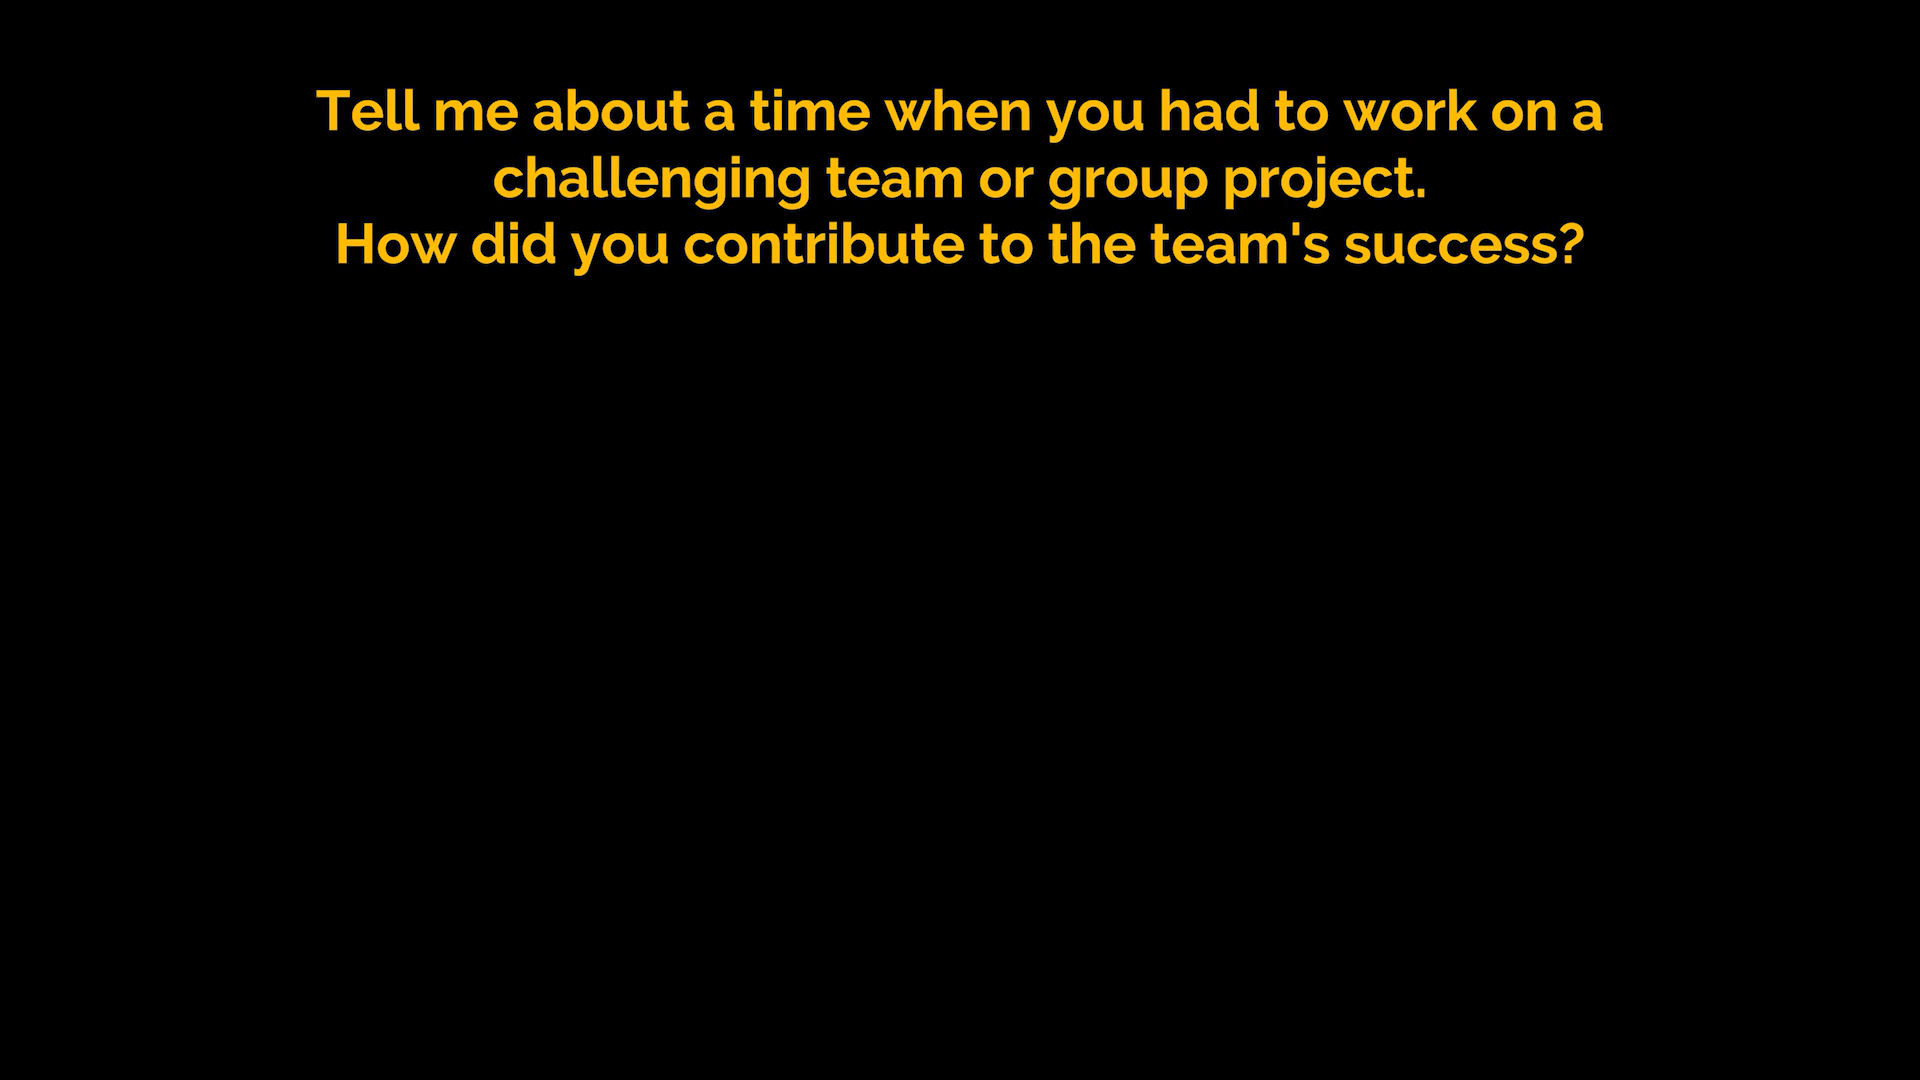 Tell me about a time when you had to work on a
challenging team or group project.
How did you contribute to the team's success?